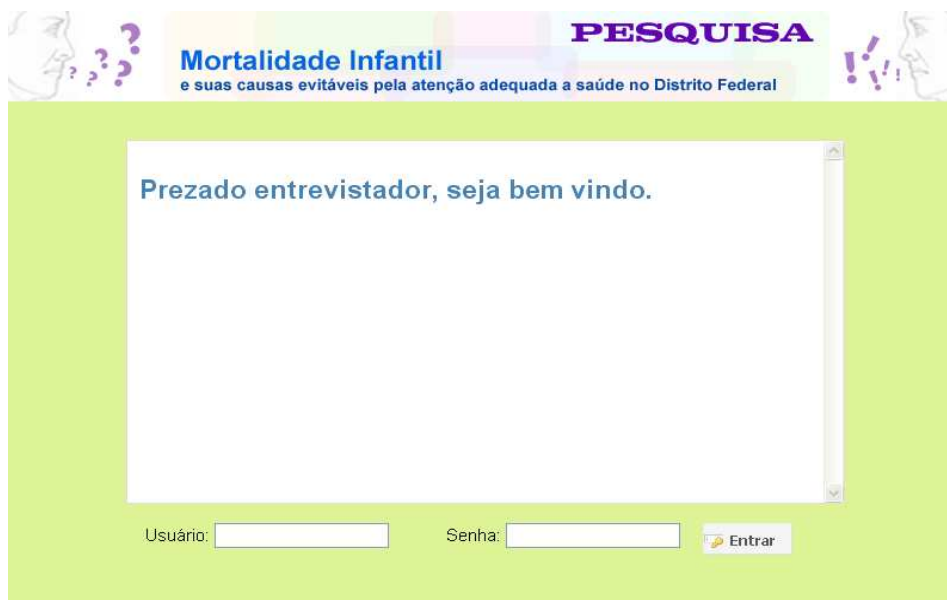 PESQUISA
Mortalidade Infantil
e suas causas evitáveis pela atenção adequada a saúde no Distrito Federal
Prezado entrevistador, seja bem vindo.
Usuário: Senha: Entrar